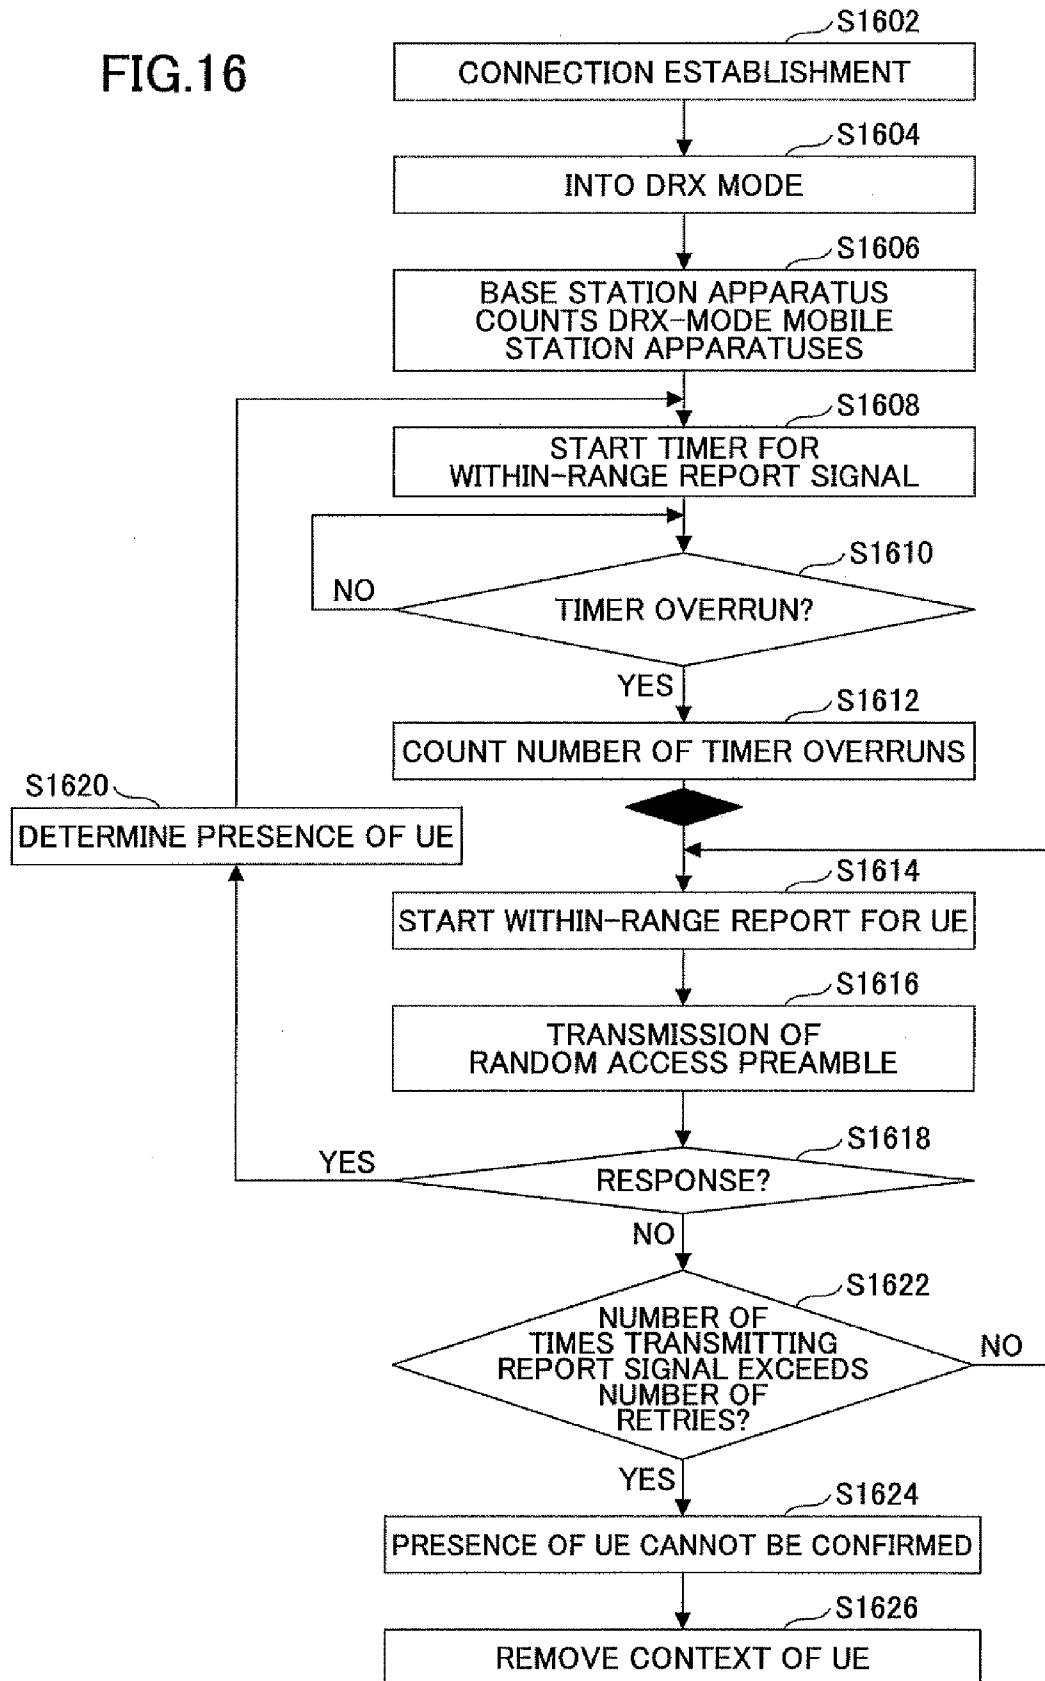 FIG.16
S1602
CONNECTION ESTABLISHMENT
S1604
INTO DRX MODE
S1606
BASE STATION APPARATUS
COUNTS DRX-MODE MOBILE
STATION APPARATUSES
S1608
START TIMER FOR
WITHIN-RANGE REPORT SIGNAL
S1610
TIMER OVERRUN?
NO
YES
S1612
COUNT NUMBER OF TIMER OVERRUNS
S1620
DETERMINE PRESENCE OF UE
S1614
START WITHIN-RANGE REPORT FOR UE
S1616
TRANSMISSION OF
RANDOM ACCESS PREAMBLE
S1618
YES
RESPONSE?
NO
S1622
NUMBER OF
TIMES TRANSMITTING
REPORT SIGNAL EXCEEDS
NUMBER OF
RETRIES?
NO
YES
S1624
PRESENCE OF UE CANNOT BE CONFIRMED
S1626
REMOVE CONTEXT OF UE